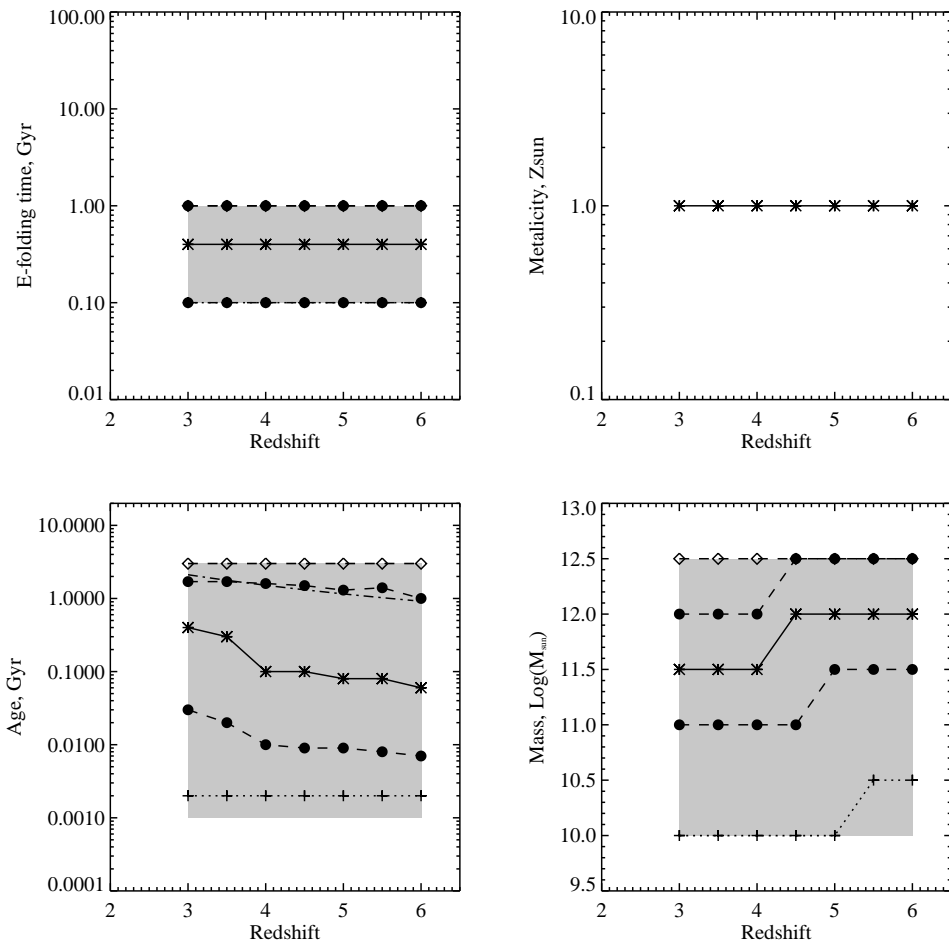 100.00
10.00
1.00
0.10
0.01
E-folding time, Gyr
2 3 4 5 6
Redshift
10.0
1.0
0.1
Metalicity, Zsun
2 3 4 5 6
Redshift
10.0000
1.0000
0.1000
0.0100
0.0010
0.0001
Age, Gyr
2 3 4 5 6
Redshift
13.0
12.5
12.0
11.5
11.0
10.5
10.0
9.5
Mass, Log(M_sun)
2 3 4 5 6
Redshift